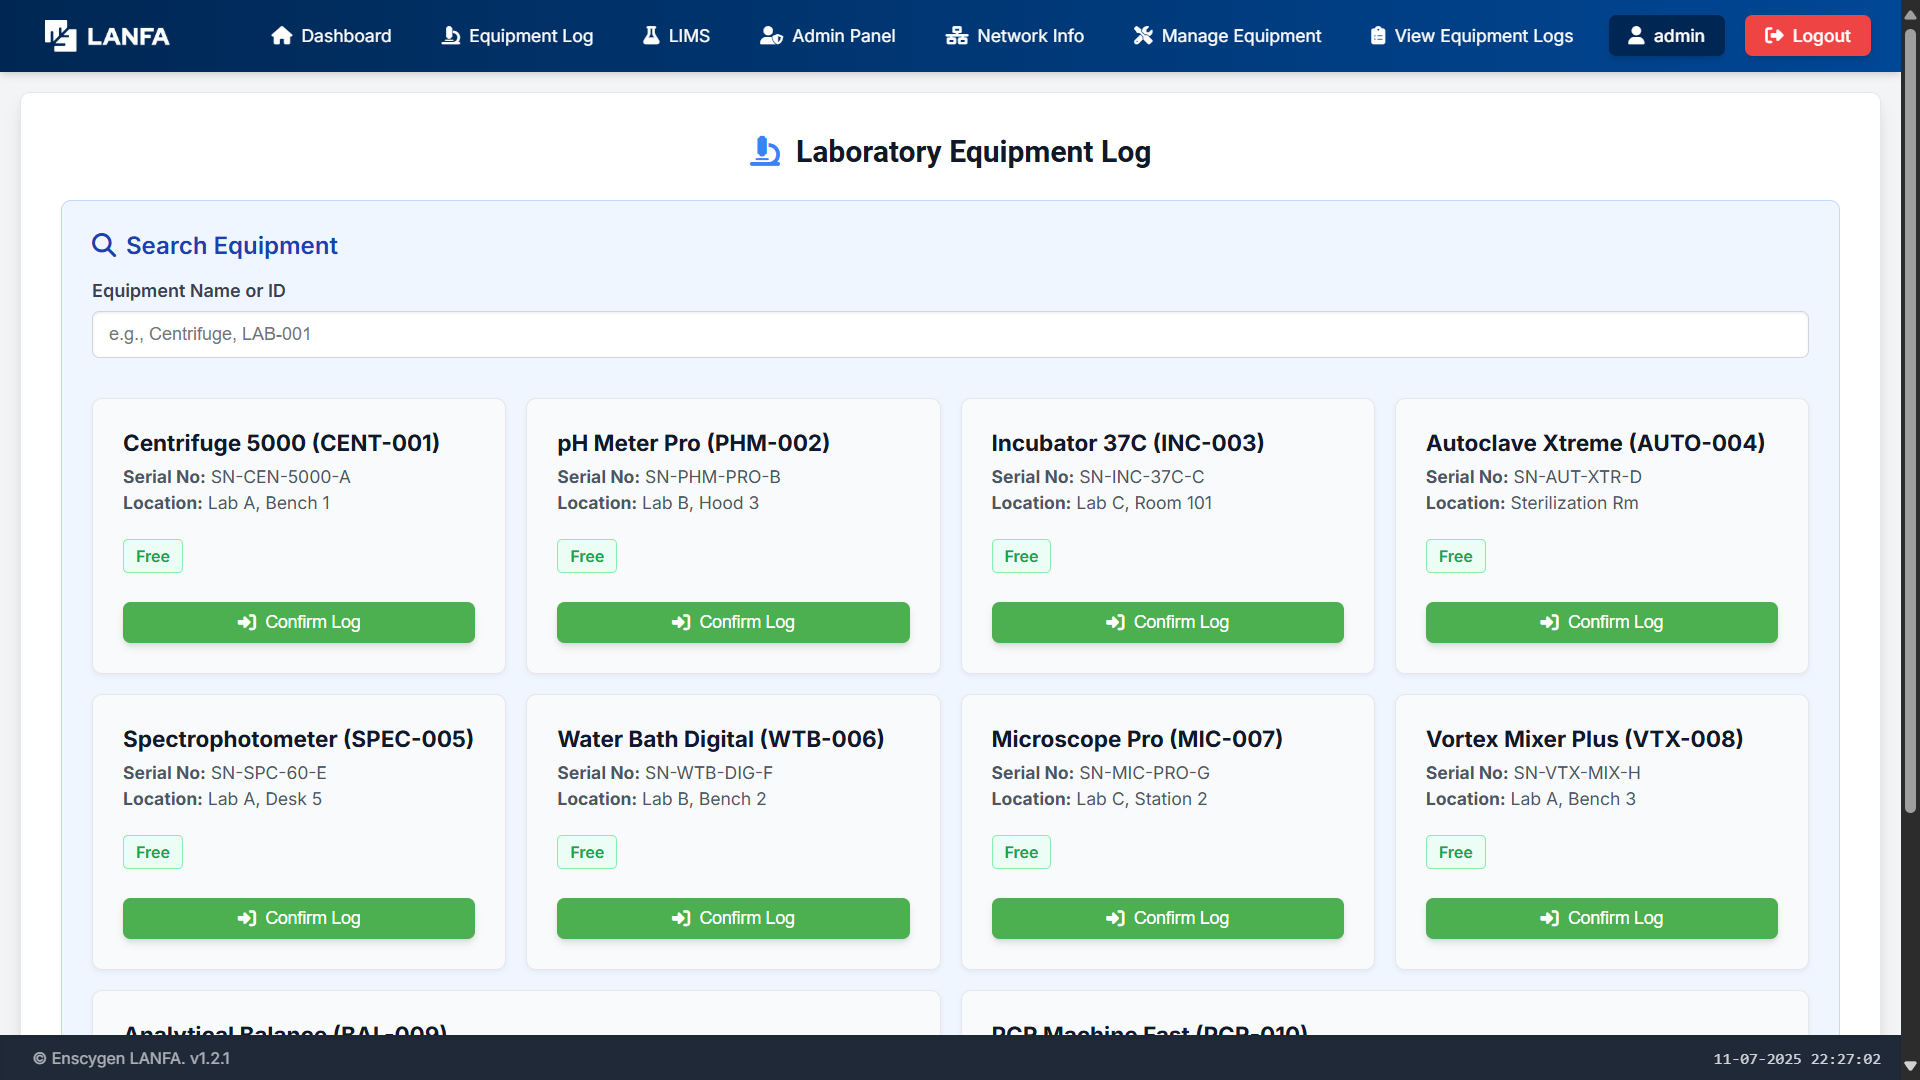 LANFA
Dashboard
Equipment Log
LIMS
Admin Panel
Network Info
Manage Equipment
View Equipment Logs
admin
Logout
Laboratory Equipment Log
Search Equipment
Equipment Name or ID
e.g., Centrifuge, LAB-001
Centrifuge 5000 (CENT-001)
Serial No: SN-CEN-5000-A
Location: Lab A, Bench 1
Free
Confirm Log
pH Meter Pro (PHM-002)
Serial No: SN-PHM-PRO-B
Location: Lab B, Hood 3
Free
Confirm Log
Incubator 37C (INC-003)
Serial No: SN-INC-37C-C
Location: Lab C, Room 101
Free
Confirm Log
Autoclave Xtreme (AUTO-004)
Serial No: SN-AUT-XTR-D
Location: Sterilization Rm
Free
Confirm Log
Spectrophotometer (SPEC-005)
Serial No: SN-SPC-60-E
Location: Lab A, Desk 5
Free
Confirm Log
Water Bath Digital (WTB-006)
Serial No: SN-WTB-DIG-F
Location: Lab B, Bench 2
Free
Confirm Log
Microscope Pro (MIC-007)
Serial No: SN-MIC-PRO-G
Location: Lab C, Station 2
Free
Confirm Log
Vortex Mixer Plus (VTX-008)
Serial No: SN-VTX-MIX-H
Location: Lab A, Bench 3
Free
Confirm Log
Analytical Balance (BAL-009)
PCR Machine Fast (PCR-010)
© Enscygen LANFA. v1.2.1
11-07-2025 22:27:02